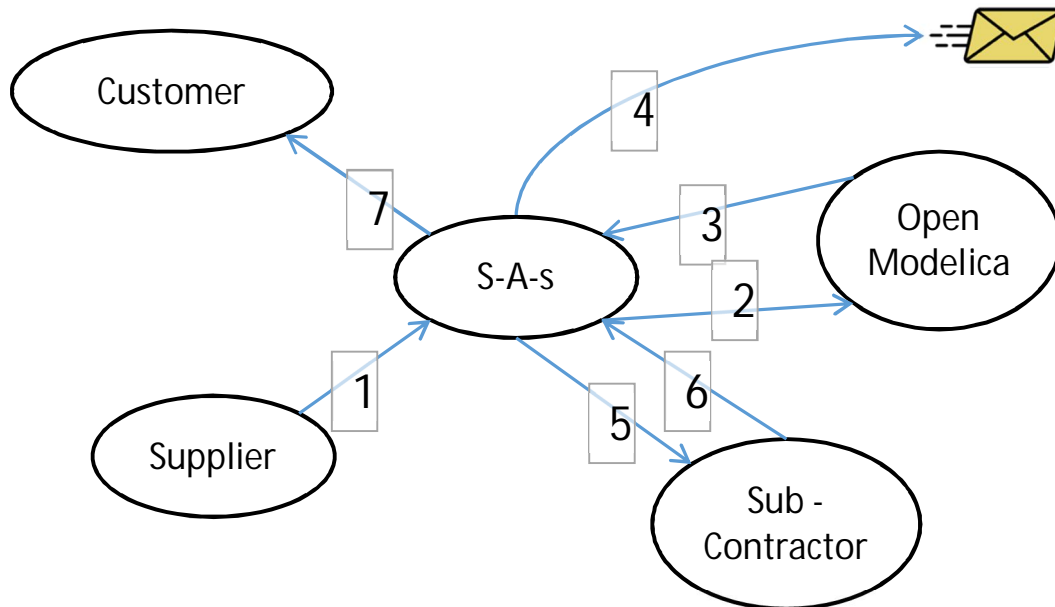 4
Customer
7
3
Open
Modelica
S-A-s
2
1
6
5
Supplier
Sub -
Contractor